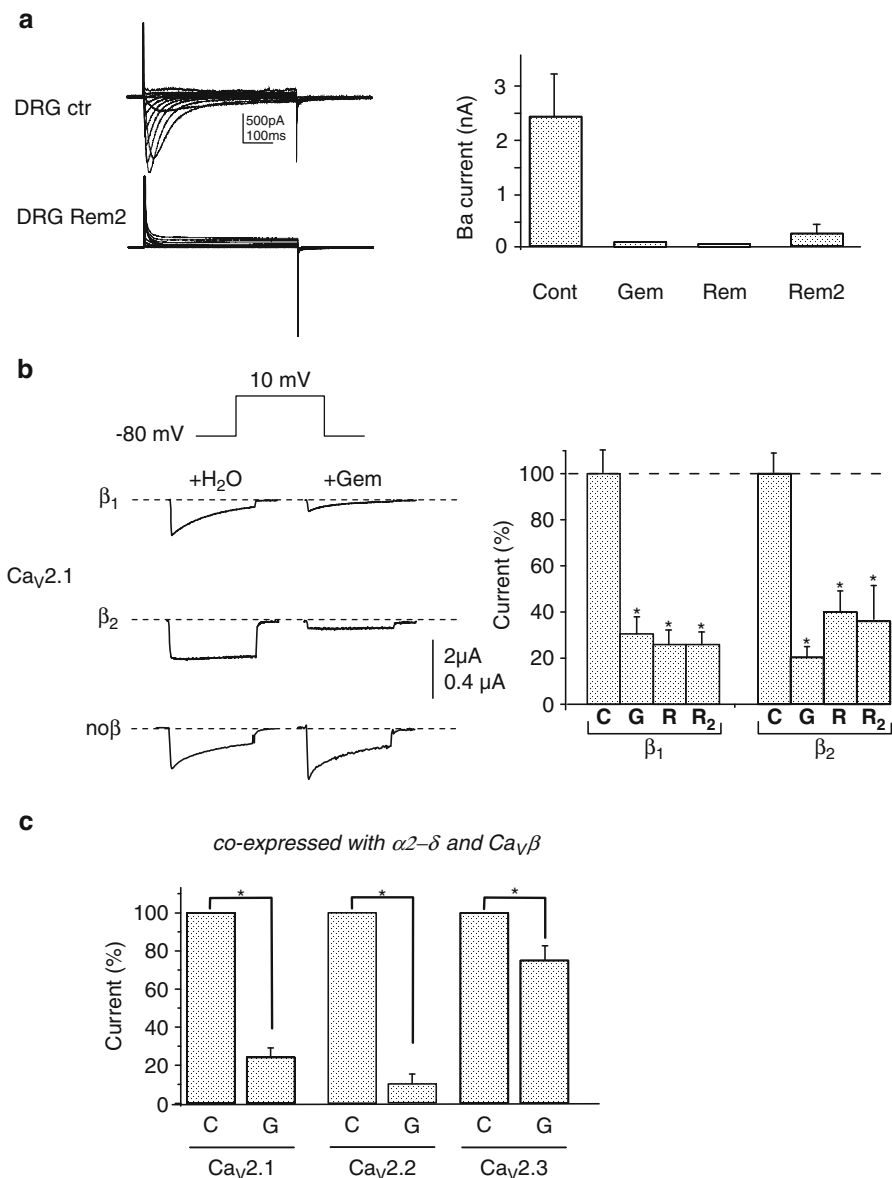 a
DRG ctr
500pA
100ms
DRG Rem2
Ba current (nA)
3
2
1
0
Cont Gem Rem Rem2
b
10 mV
-80 mV
+H₂O +Gem
β₁
Caᵥ2.1
β₂
2µA
0.4 µA
noβ
Current (%)
100
80
60
40
20
0
* * * * * *
C G R R₂ C G R R₂
β₁ β₂
c
co-expressed with α2–δ and Caᵥβ
Current (%)
100
80
60
40
20
0
* * *
C G C G C G
Caᵥ2.1 Caᵥ2.2 Caᵥ2.3